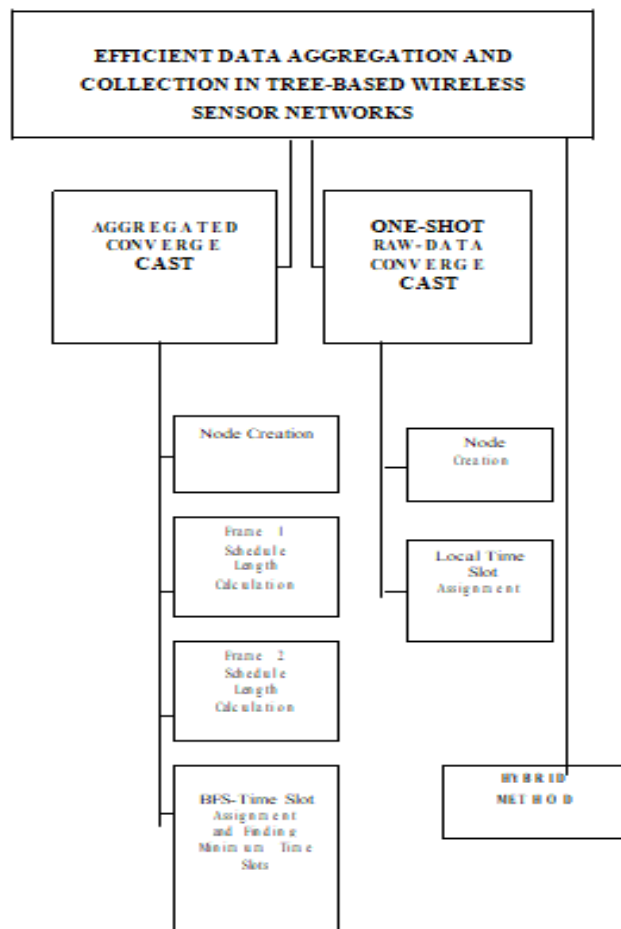 EFFICIENT DATA AGGREGATION AND
COLLECTION IN TREE-BASED WIRELESS
SENSOR NETWORKS
AGGREGATED
CONVERGE
CAST
ONE-SHOT
RAW-DATA
CONVERGE
CAST
Node Creation
Frame 1
Schedule
Length
Calculation
Frame 2
Schedule
Length
Calculation
BFS-Time Slot
Assignment
and Finding
Minimum Time
Slots
Node
Creation
Local Time
Slot
Assignment
HYBRID
METHOD